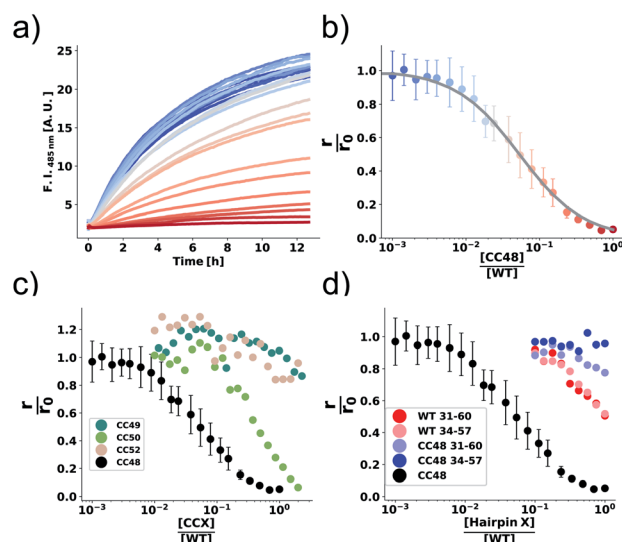 a)
25
20
15
10
5
F. I. 485 nm [A. U.]
0 2 4 6 8 10 12
Time [h]
b)
1.0
0.8
0.6
0.4
0.2
0.0
r
r0
10−3 10−2 10−1 100
[CC48]
[WT]
c)
1.2
1.0
0.8
0.6
0.4
0.2
0.0
r
r0
CC49
CC50
CC52
CC48
10−3 10−2 10−1 100
[CCX]
[WT]
d)
1.2
1.0
0.8
0.6
0.4
0.2
0.0
r
r0
WT 31-60
WT 34-57
CC48 31-60
CC48 34-57
CC48
10−3 10−2 10−1 100
[Hairpin X]
[WT]